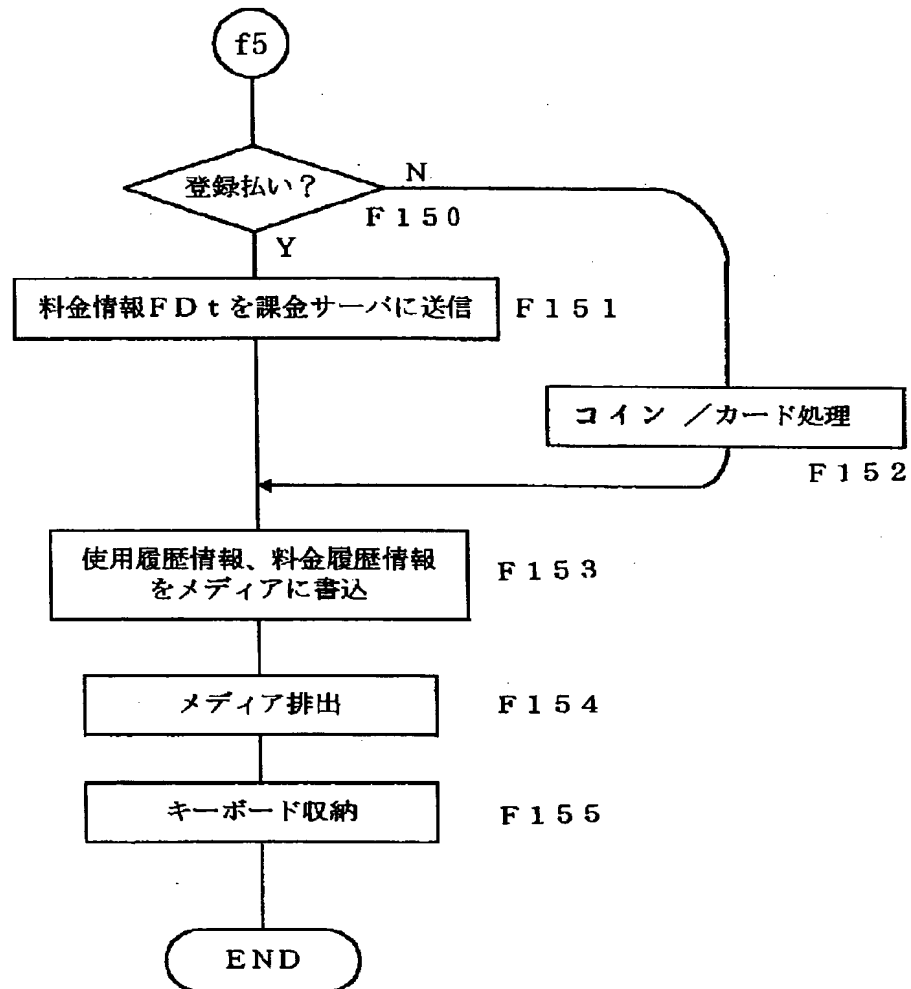 f5
登録払い？
N
F150
Y
料金情報FDtを課金サーバに送信
F151
コイン ／カード処理
F152
使用履歴情報、料金履歴情報
をメディアに書込
F153
メディア排出
F154
キーボード収納
F155
END